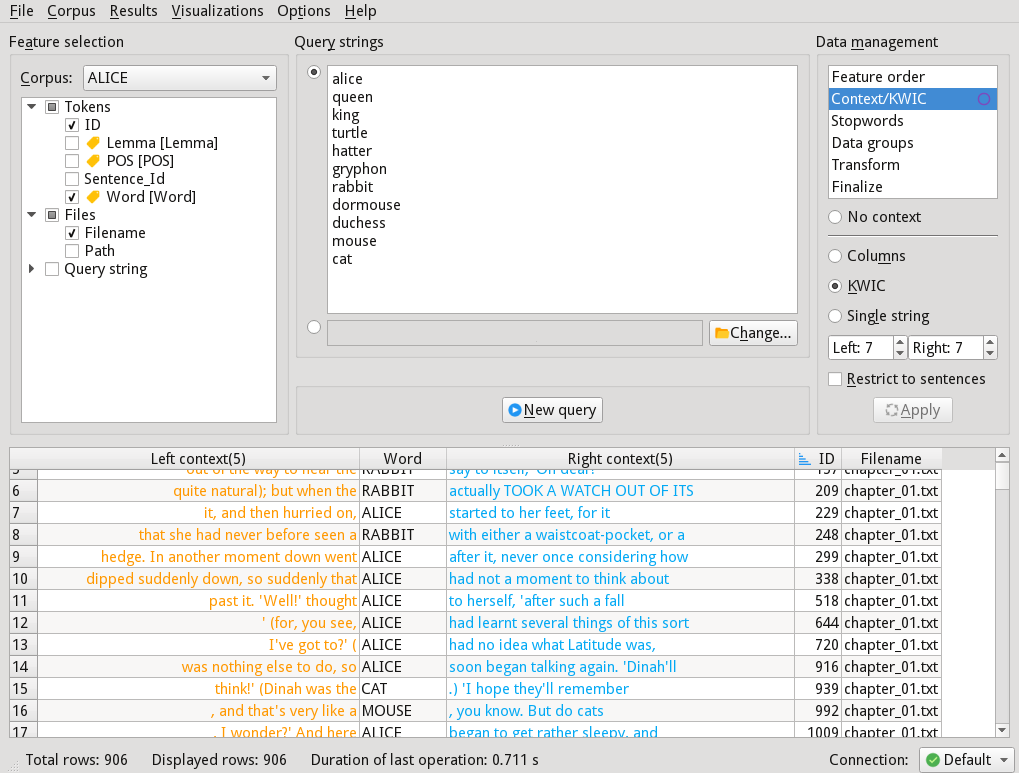 File Corpus Results Visualizations Options Help
Feature selection
Corpus: ALICE
Tokens
ID
Lemma [Lemma]
POS [POS]
Sentence_Id
Word [Word]
Files
Filename
Path
Query string
Query strings
alice
queen
king
turtle
hatter
gryphon
rabbit
dormouse
duchess
mouse
cat
Change...
New query
Data management
Feature order
Context/KWIC
Stopwords
Data groups
Transform
Finalize
No context
Columns
KWIC
Single string
Left: 7 Right: 7
Restrict to sentences
Apply
Left context(5) Word Right context(5) ID Filename
5 out of the way to hear the RABBIT say to itself, 'Oh dear! 157 chapter_01.txt
6 quite natural); but when the RABBIT actually TOOK A WATCH OUT OF ITS 209 chapter_01.txt
7 it, and then hurried on, ALICE started to her feet, for it 229 chapter_01.txt
8 that she had never before seen a RABBIT with either a waistcoat-pocket, or a 248 chapter_01.txt
9 hedge. In another moment down went ALICE after it, never once considering how 299 chapter_01.txt
10 dipped suddenly down, so suddenly that ALICE had not a moment to think about 338 chapter_01.txt
11 past it. 'Well!' thought ALICE to herself, 'after such a fall 518 chapter_01.txt
12 ' (for, you see, ALICE had learnt several things of this sort 644 chapter_01.txt
13 I've got to?' ( ALICE had no idea what Latitude was, 720 chapter_01.txt
14 was nothing else to do, so ALICE soon began talking again. 'Dinah'll 916 chapter_01.txt
15 think!' (Dinah was the CAT .) 'I hope they'll remember 939 chapter_01.txt
16 , and that's very like a MOUSE , you know. But do cats 992 chapter_01.txt
17 , I wonder?' And here ALICE began to get rather sleepy, and 1009 chapter_01.txt
Total rows: 906 Displayed rows: 906 Duration of last operation: 0.711 s Connection: Default